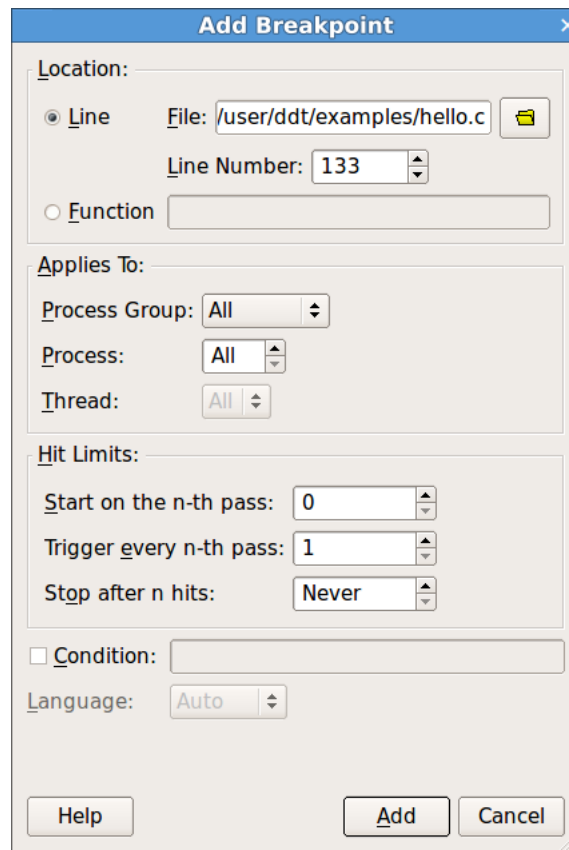 Add Breakpoint
Location:
Line File: /user/ddt/examples/hello.c
Line Number: 133
Function
Applies To:
Process Group: All
Process: All
Thread: All
Hit Limits:
Start on the n-th pass: 0
Trigger every n-th pass: 1
Stop after n hits: Never
Condition:
Language: Auto
Help Add Cancel